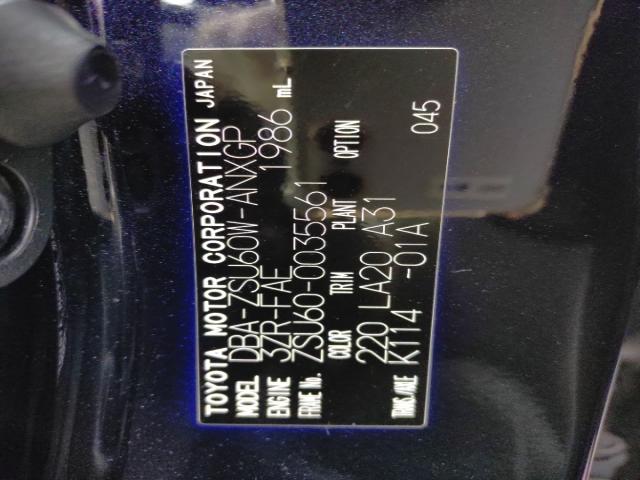 TOYOTA MOTOR CORPORATION JAPAN
MODEL DBA-ZSU60W-ANXGP
ENGINE 3ZR-FAE 1986 mL
FRAME No. ZSU60-0035561
COLOR TRIM PLANT OPTION
220 LA20 A31 045
TRANS./AXLE K114 -01A